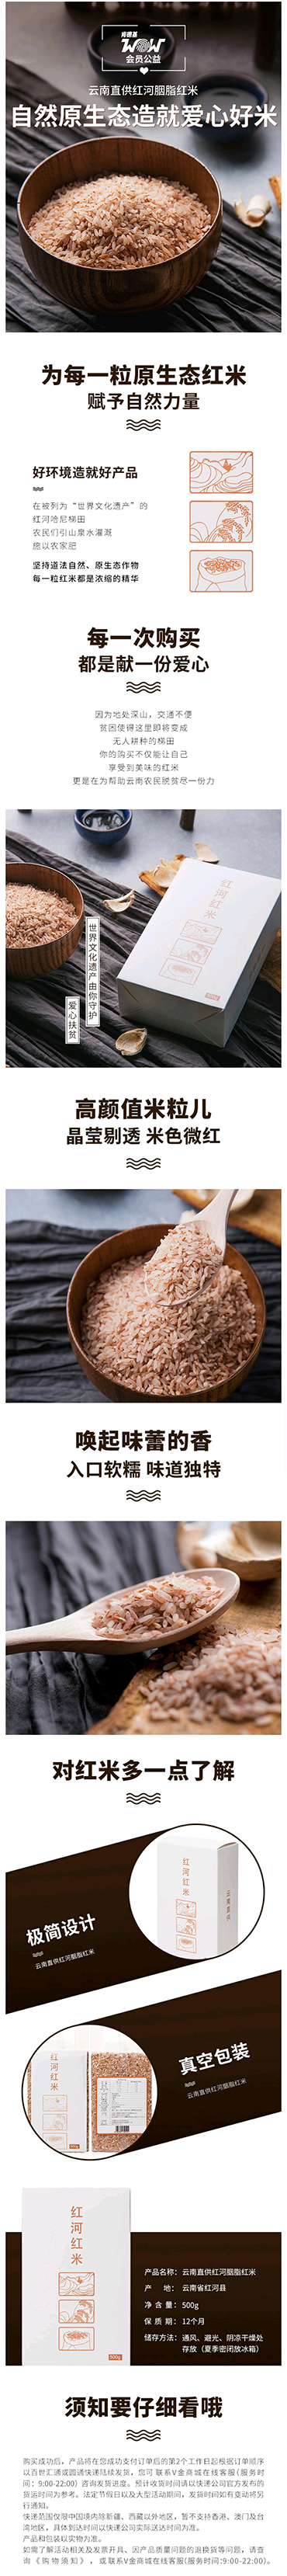 肯德基
WOW
会员公益
云南直供红河胭脂红米
自然原生态造就爱心好米
为每一粒原生态红米
赋予自然力量
好环境造就好产品
在被列为“世界文化遗产”的
红河哈尼梯田
农民们引山泉水灌溉
施以农家肥
坚持道法自然、原生态作物
每一粒红米都是浓缩的精华
每一次购买
都是献一份爱心
因为地处深山，交通不便
贫困使得这里即将变成
无人耕种的梯田
你的购买不仅能让自己
享受到美味的红米
更是在为帮助云南农民脱贫尽一份力
红河红米
500g
世界文化遗产由你守护
爱心扶贫
高颜值米粒儿
晶莹剔透 米色微红
唤起味蕾的香
入口软糯 味道独特
对红米多一点了解
红河红米
云南直供
极简设计
云南直供红河胭脂红米
真空包装
云南直供红河胭脂红米
红河红米
500g
红河红米
500g
产品名称：云南直供红河胭脂红米
产 地：云南省红河县
净 含 量：500g
保 质 期：12个月
储存方法：通风、避光、阴凉干燥处
存放（夏季密闭放冰箱）
须知要仔细看哦
购买成功后，产品将在您成功支付订单后的第2个工作日起根据订单顺序
以百世汇通或圆通快递陆续发货，您可 联系V金商城在线客服(服务时
间：9:00-22:00）咨询发货进度。预计收货时间请以快递公司官方发布的
货运时间为参考。法定节假日以及大型活动期间，发货时间如有变动将另
行通知。
快递范围仅限中国境内除新疆、西藏以外地区，暂不支持香港、澳门及台
湾地区，具体到达时间以快递公司实际送达时间为准。
产品和包装以实物为准。
如需了解活动相关及发票开具、因产品质量问题的退换货等问题，请查
询《购物须知》，或联系V金商城在线客服(服务时间:9:00-22:00)。